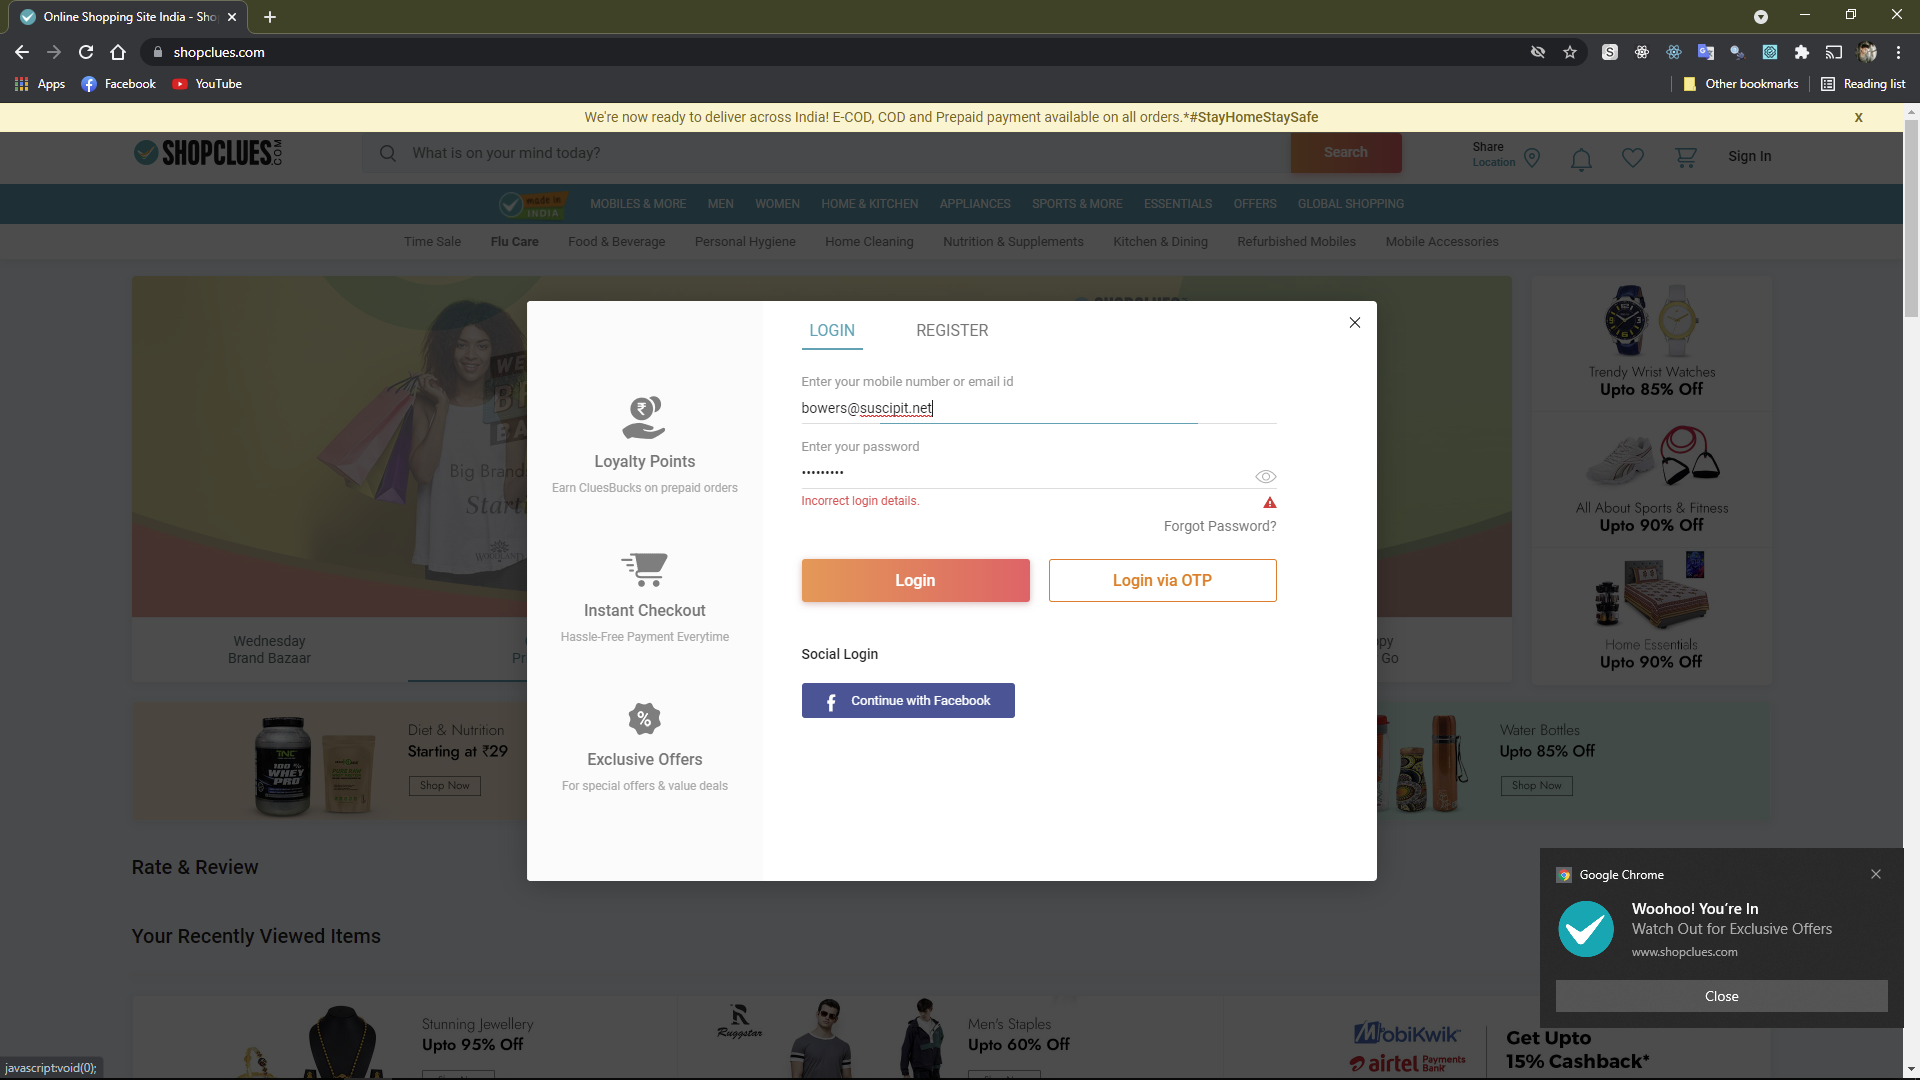 Online Shopping Site India - Sho
shopclues.com
Apps
Facebook
YouTube
Other bookmarks
Reading list
We're now ready to deliver across India! E-COD, COD and Prepaid payment available on all orders.*#StayHomeStaySafe
X
SHOPCLUES.COM
What is on your mind today?
Search
Share
Location
Sign In
made in
INDIA
MOBILES & MORE
MEN
WOMEN
HOME & KITCHEN
APPLIANCES
SPORTS & MORE
ESSENTIALS
OFFERS
GLOBAL SHOPPING
Time Sale
Flu Care
Food & Beverage
Personal Hygiene
Home Cleaning
Nutrition & Supplements
Kitchen & Dining
Refurbished Mobiles
Mobile Accessories
Big Brand
Starti
WOODLAND
Wednesday
Brand Bazaar
Pr
ppy
Go
Trendy Wrist Watches
Upto 85% Off
All About Sports & Fitness
Upto 90% Off
Home Essentials
Upto 90% Off
LOGIN
REGISTER
Loyalty Points
Earn CluesBucks on prepaid orders
Instant Checkout
Hassle-Free Payment Everytime
Exclusive Offers
For special offers & value deals
Enter your mobile number or email id
bowers@suscipit.net
Enter your password
•••••••••
Incorrect login details.
Forgot Password?
Login
Login via OTP
Social Login
Continue with Facebook
100%
WHEY
PRO
Diet & Nutrition
Starting at ₹29
Shop Now
Water Bottles
Upto 85% Off
Shop Now
Rate & Review
Your Recently Viewed Items
Stunning Jewellery
Upto 95% Off
Ruggstar
Men's Staples
Upto 60% Off
MobiKwik
airtel Payments Bank
Get Upto
15% Cashback*
Google Chrome
Woohoo! You're In
Watch Out for Exclusive Offers
www.shopclues.com
Close
javascript:void(0);